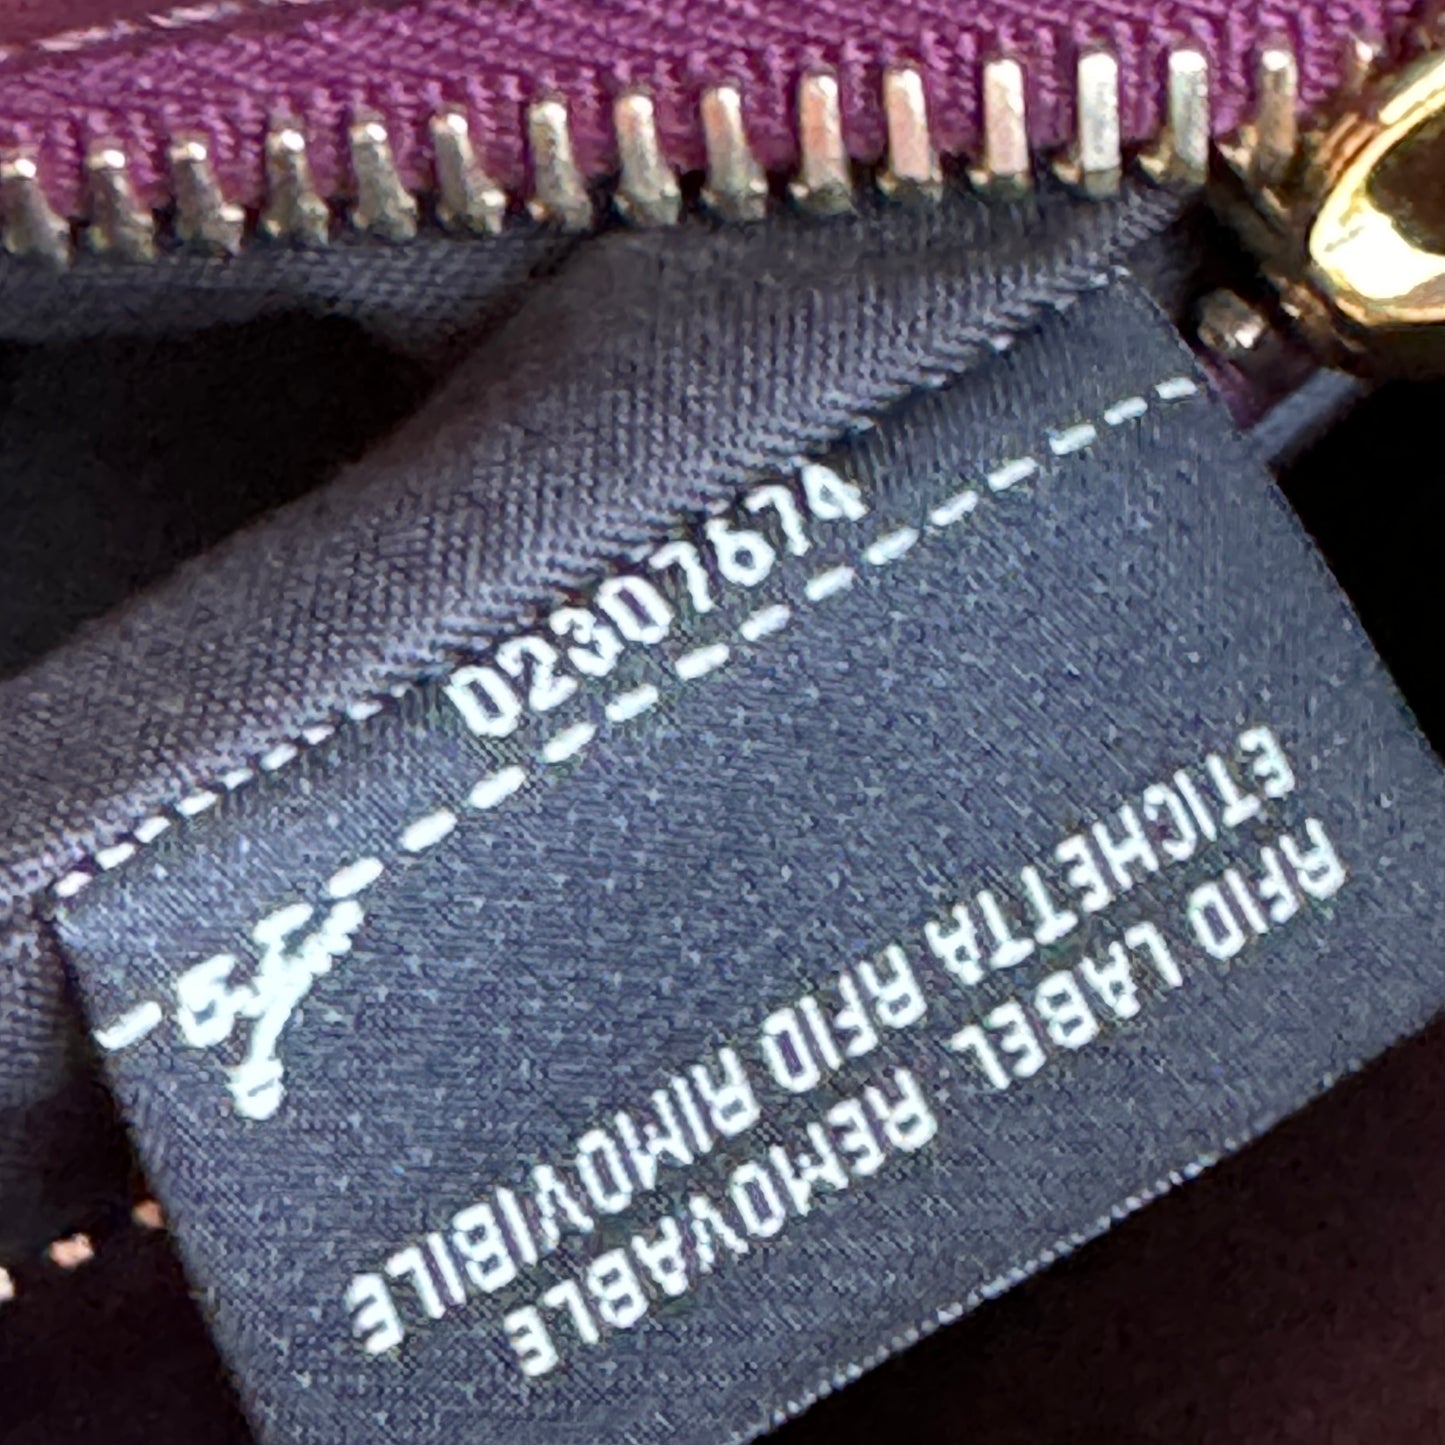 02307674
RFID LABEL REMOVABLE
ETICHETTA RFID RIMOVIBILE